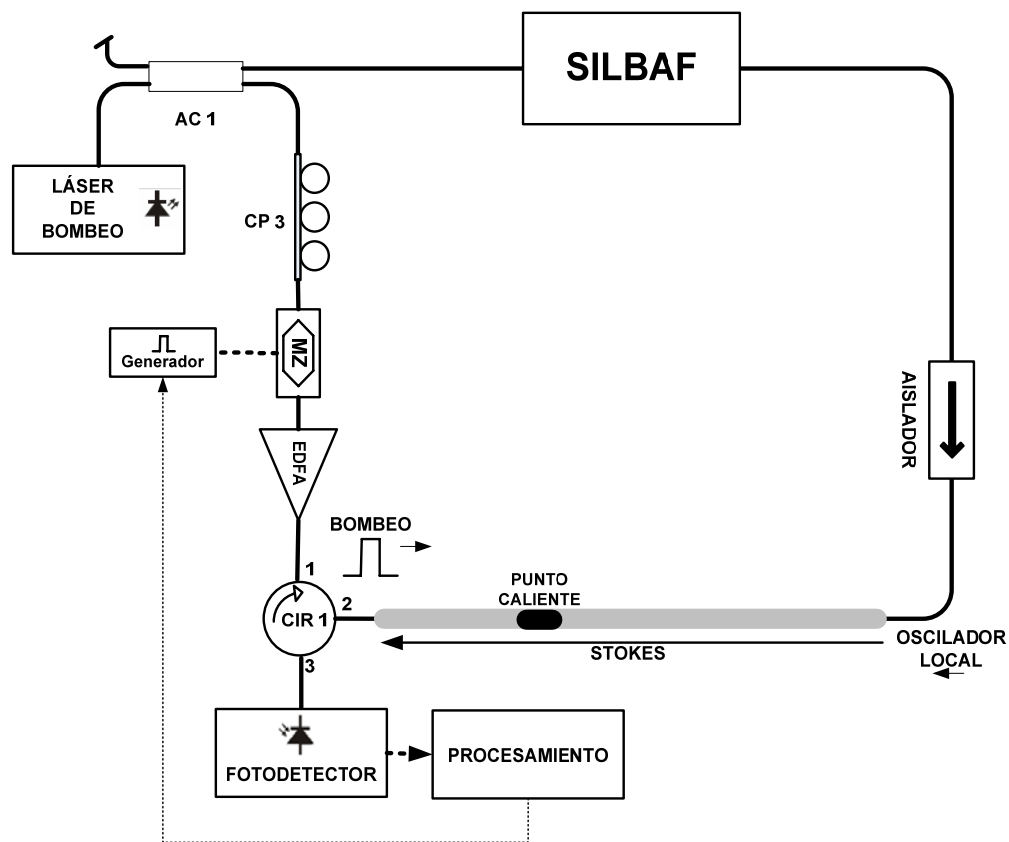 SILBAF
AC 1
LÁSER
DE
BOMBEO
CP 3
MZ
Generador
AISLADOR
EDFA
BOMBEO
1
CIR 1
2
3
PUNTO
CALIENTE
STOKES
OSCILADOR
LOCAL
FOTODETECTOR
PROCESAMIENTO